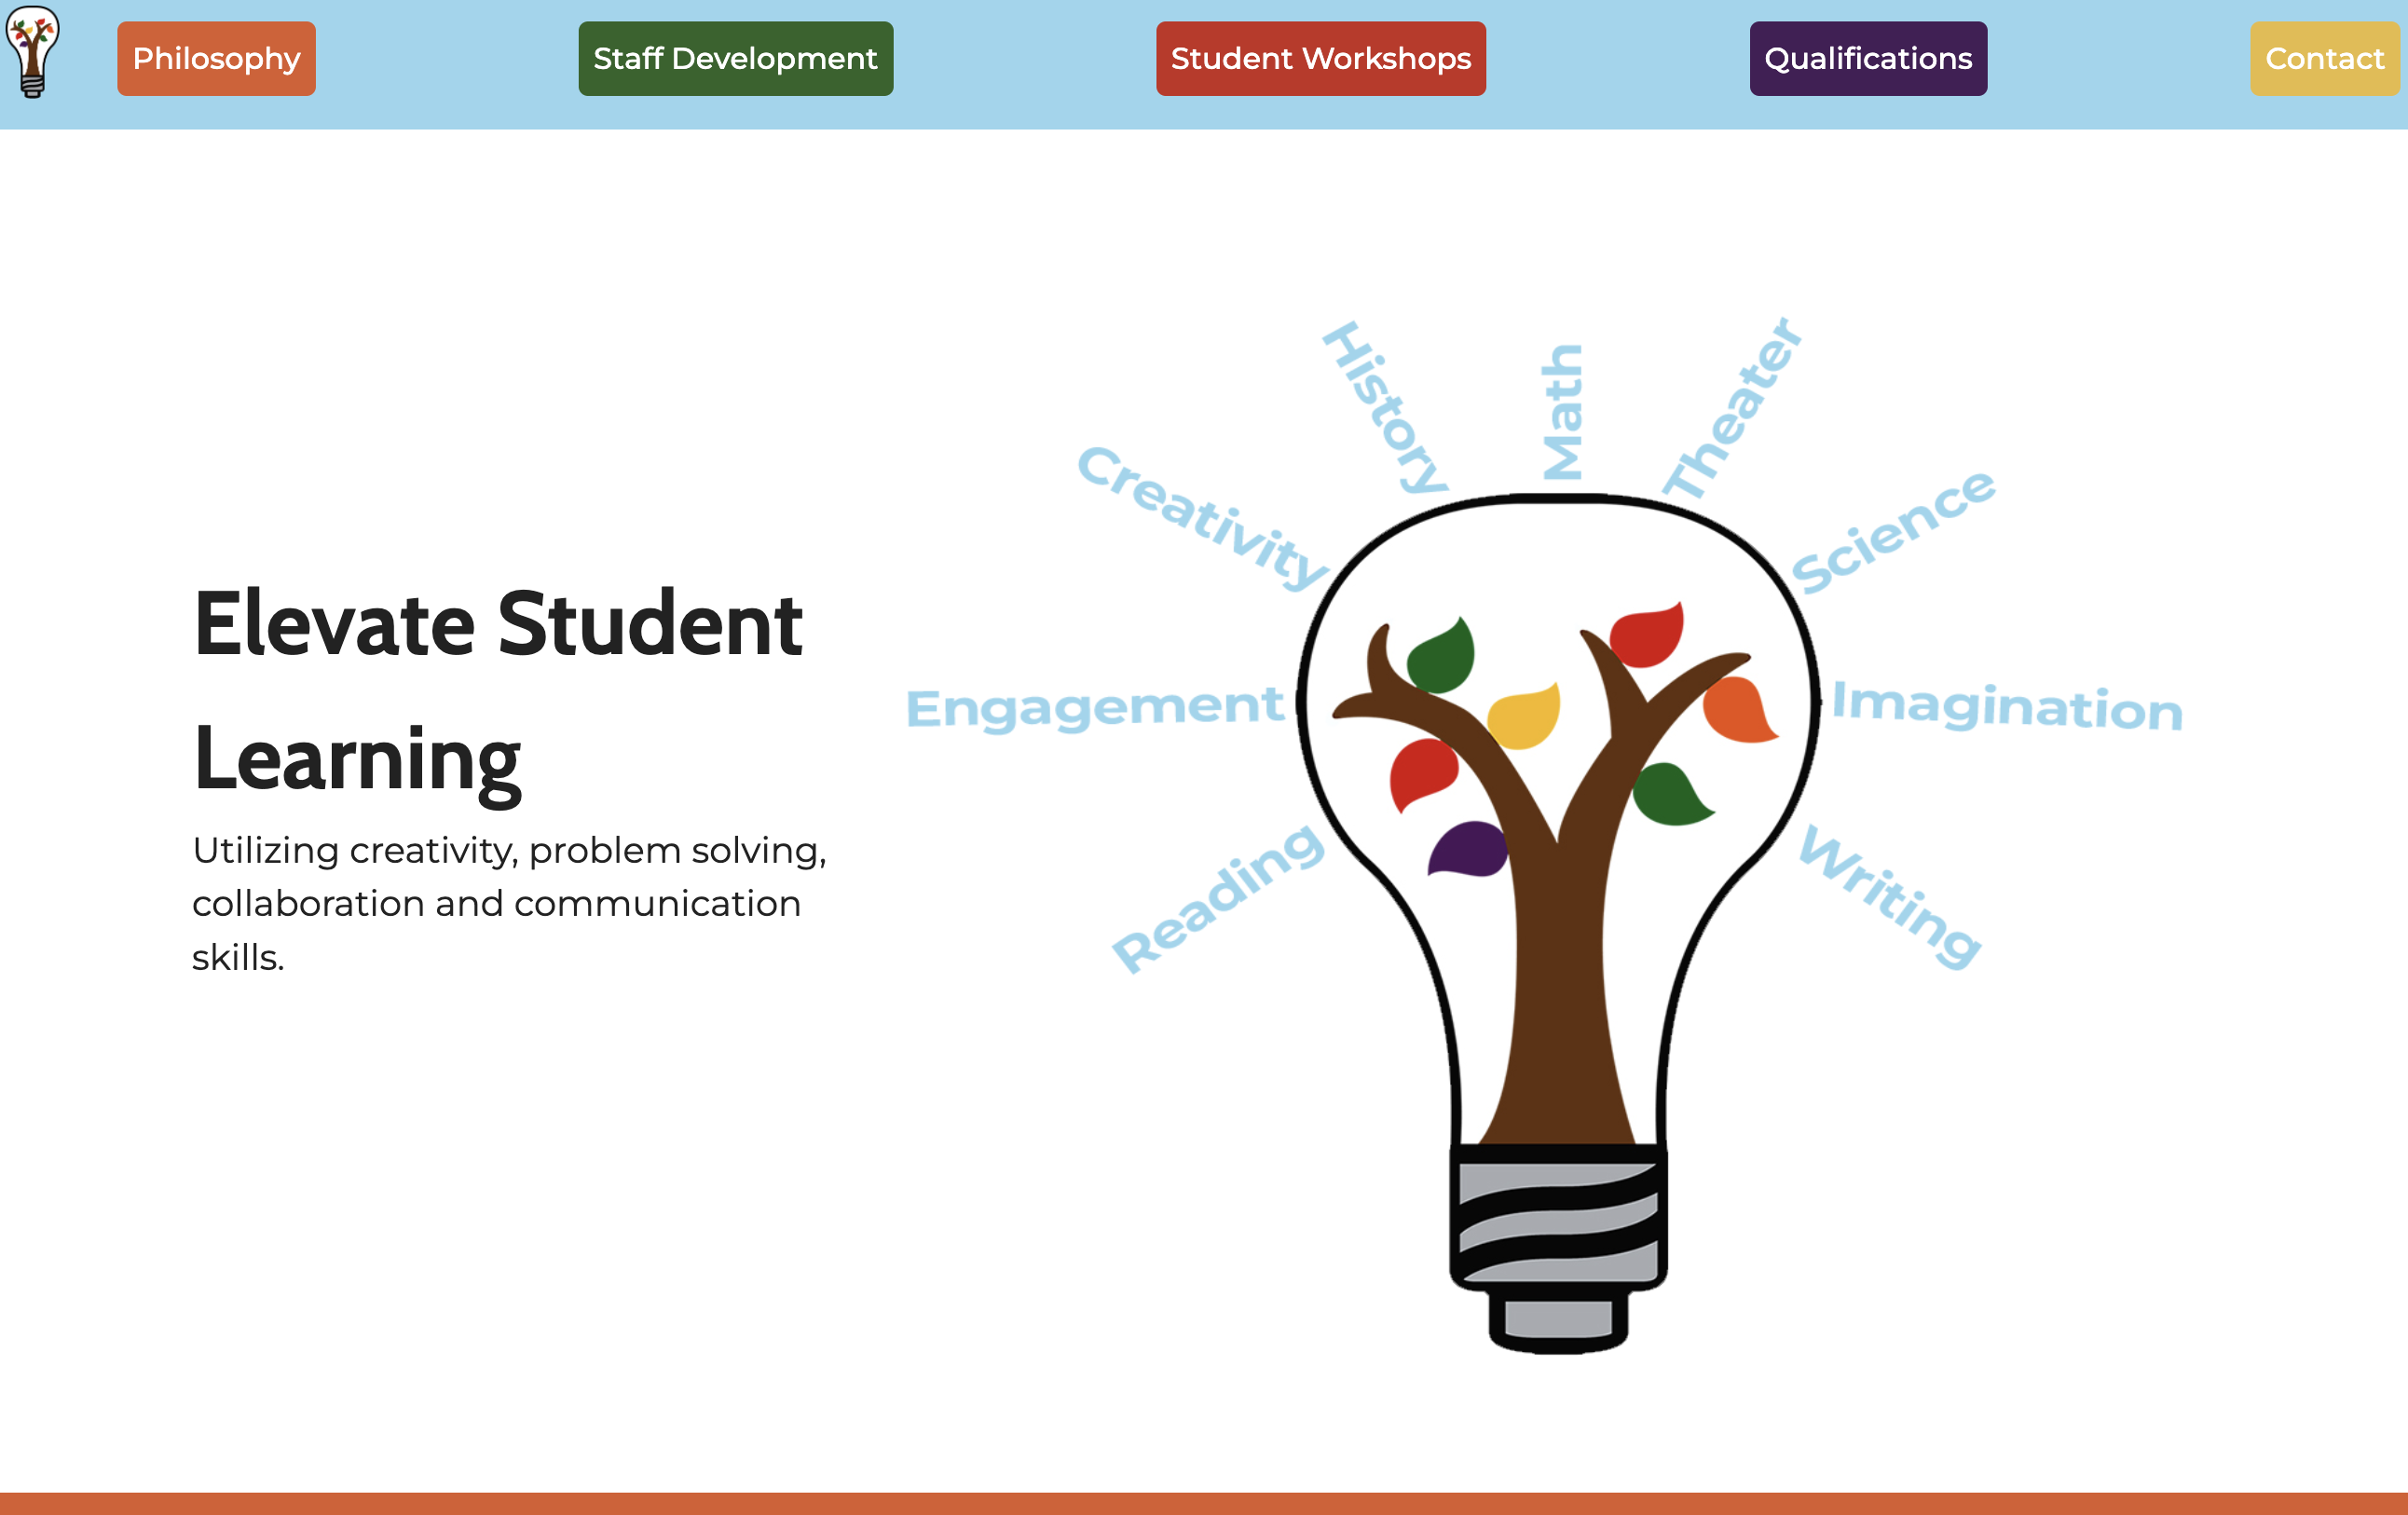 Philosophy
Staff Development
Student Workshops
Qualifications
Contact
Elevate Student
Learning
Utilizing creativity, problem solving,
collaboration and communication
skills.
Reading
Engagement
Creativity
History
Math
Theater
Science
Imagination
Writing